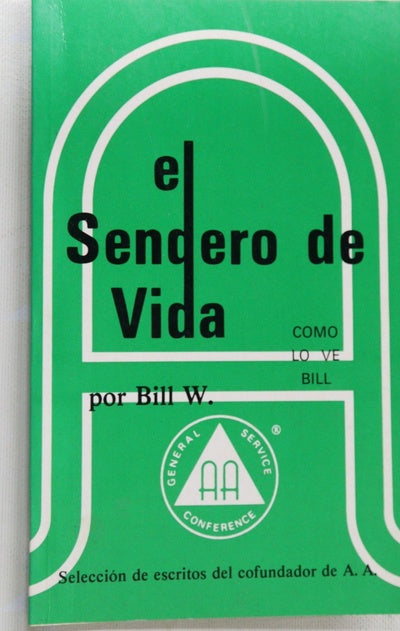 el
Sendero de
Vida
COMO
LO VE
BILL
por Bill W.
GENERAL SERVICE
®
AA
CONFERENCE
Selección de escritos del cofundador de A. A.